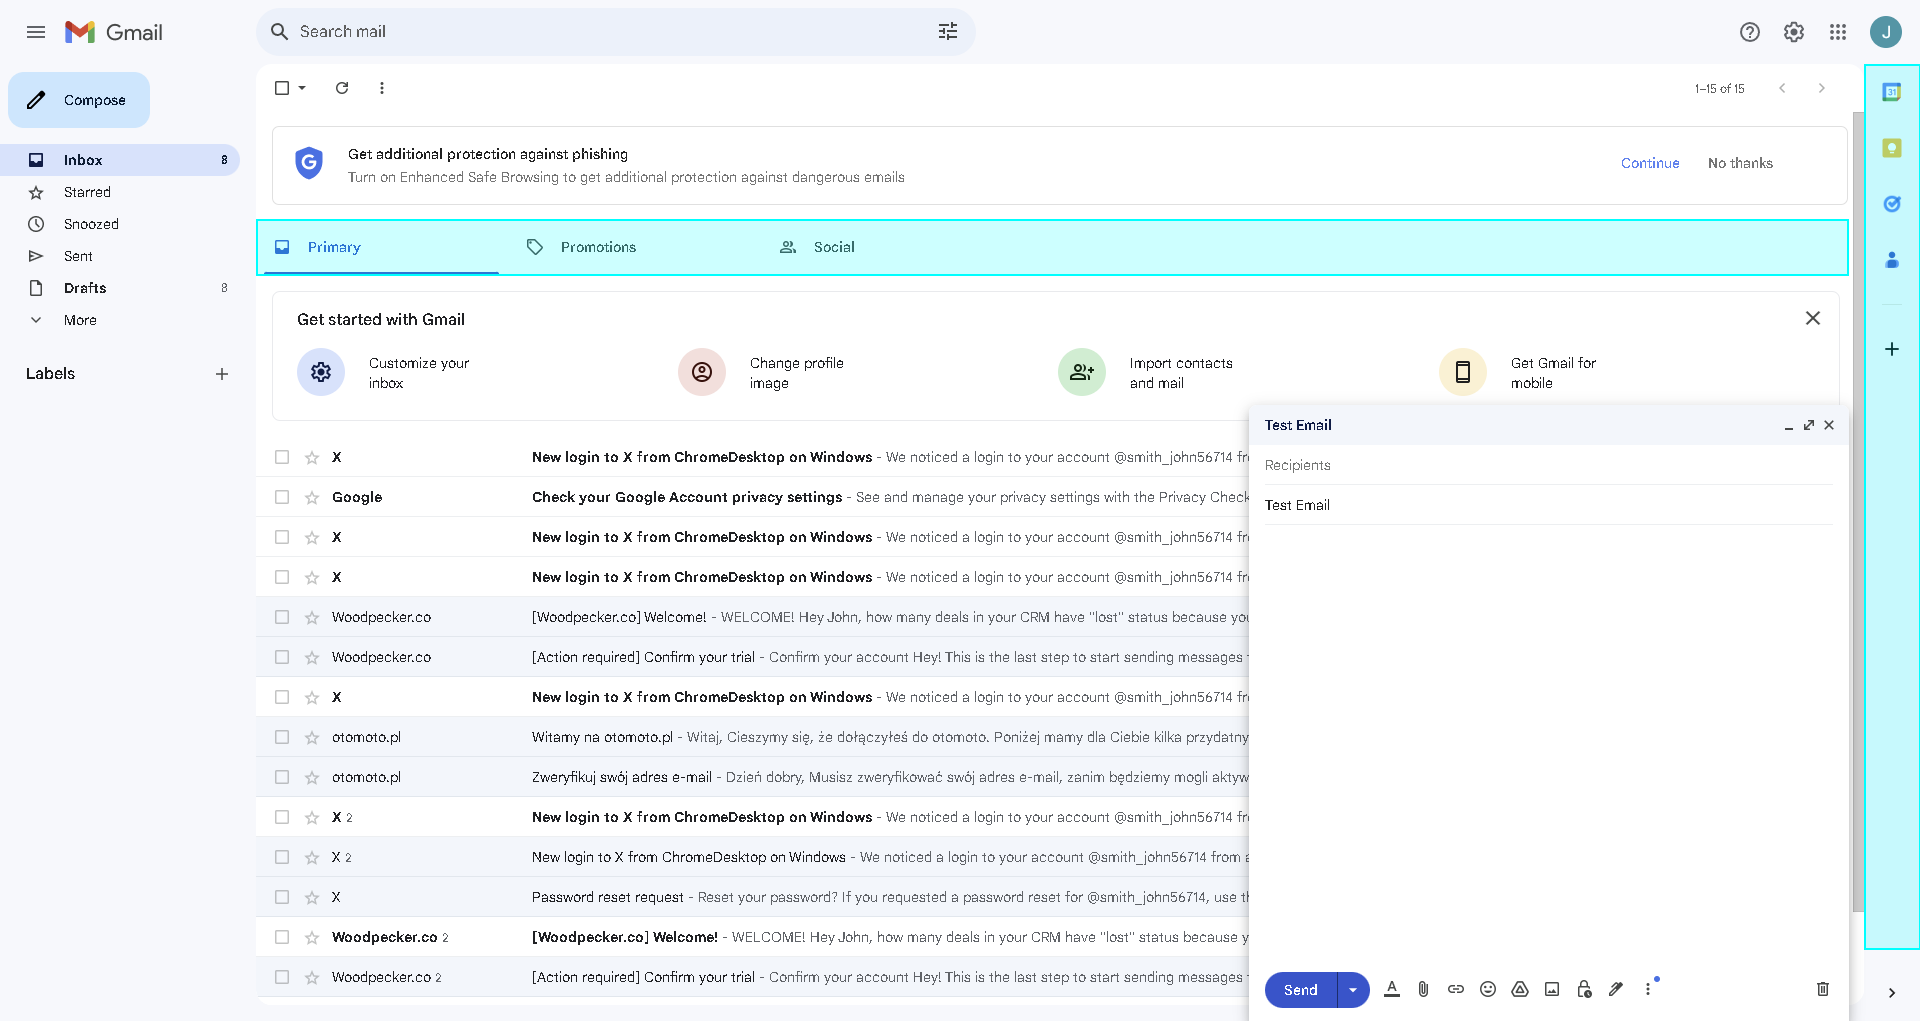 Gmail
Search mail
J
Compose
1–15 of 15
31
Get additional protection against phishing
Turn on Enhanced Safe Browsing to get additional protection against dangerous emails
Continue
No thanks
Inbox 8
Starred
Snoozed
Sent
Drafts 8
More
Labels
Primary
Promotions
Social
Get started with Gmail
Customize your
inbox
Change profile
image
Import contacts
and mail
Get Gmail for
mobile
X New login to X from ChromeDesktop on Windows - We noticed a login to your account @smith_john56714
Google Check your Google Account privacy settings - See and manage your privacy settings with the Privacy Check
X New login to X from ChromeDesktop on Windows - We noticed a login to your account @smith_john56714
X New login to X from ChromeDesktop on Windows - We noticed a login to your account @smith_john56714
Woodpecker.co [Woodpecker.co] Welcome! - WELCOME! Hey John, how many deals in your CRM have "lost" status because you
Woodpecker.co [Action required] Confirm your trial - Confirm your account Hey! This is the last step to start sending messages
X New login to X from ChromeDesktop on Windows - We noticed a login to your account @smith_john56714
otomoto.pl Witamy na otomoto.pl - Witaj, Cieszymy się, że dołączyłeś do otomoto. Poniżej mamy dla Ciebie kilka przydatny
otomoto.pl Zweryfikuj swój adres e-mail - Dzień dobry, Musisz zweryfikować swój adres e-mail, zanim będziemy mogli aktyw
X 2 New login to X from ChromeDesktop on Windows - We noticed a login to your account @smith_john56714
X 2 New login to X from ChromeDesktop on Windows - We noticed a login to your account @smith_john56714 from
X Password reset request - Reset your password? If you requested a password reset for @smith_john56714, use
Woodpecker.co 2 [Woodpecker.co] Welcome! - WELCOME! Hey John, how many deals in your CRM have "lost" status because
Woodpecker.co 2 [Action required] Confirm your trial - Confirm your account Hey! This is the last step to start sending messages
Test Email
Recipients
Test Email
Send